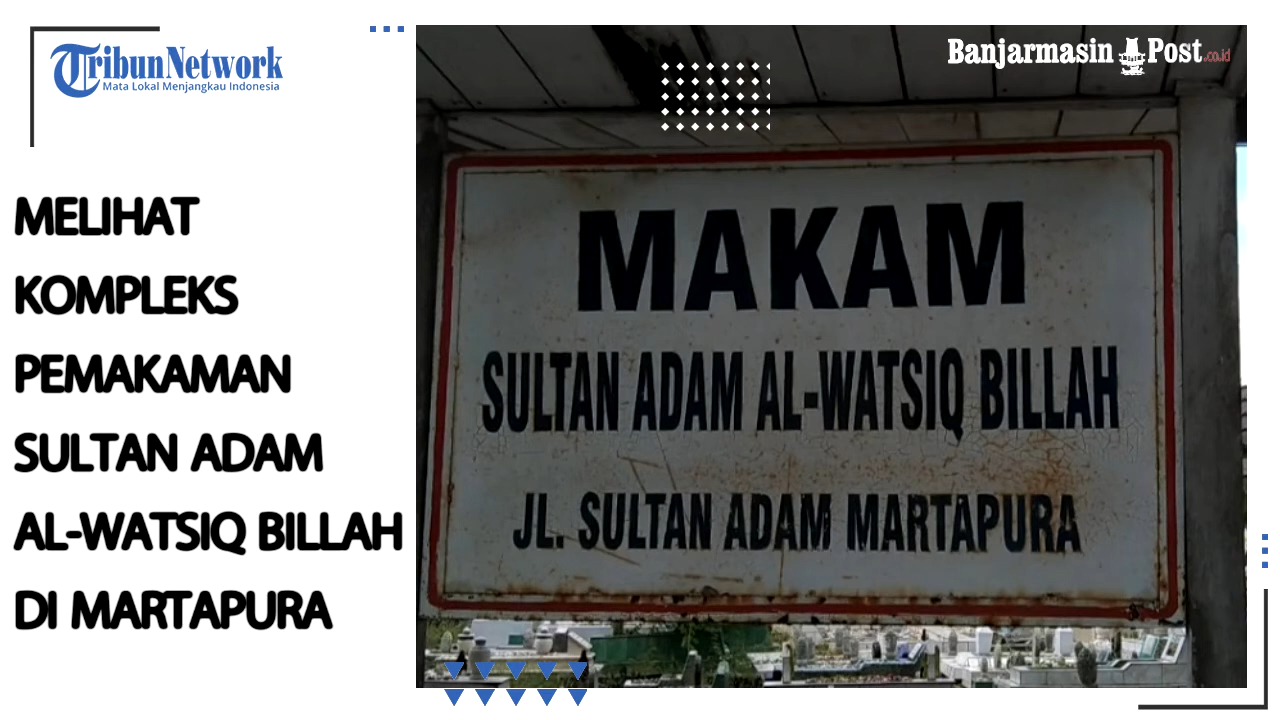 TribunNetwork
Mata Lokal Menjangkau Indonesia
Banjarmasin Post.co.id
MELIHAT
KOMPLEKS
PEMAKAMAN
SULTAN ADAM
AL-WATSIQ BILLAH
DI MARTAPURA
MAKAM
SULTAN ADAM AL-WATSIQ BILLAH
JL. SULTAN ADAM MARTAPURA